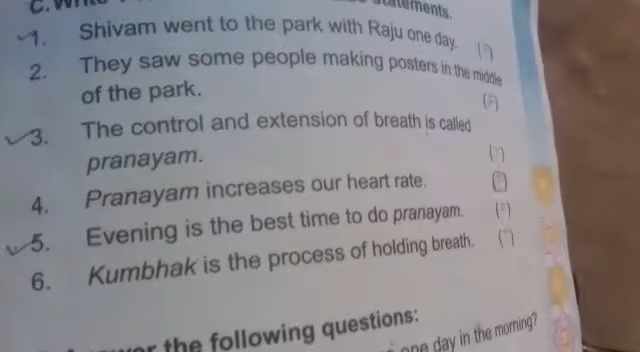 C.
statements.
1. Shivam went to the park with Raju one day.
2. They saw some people making posters in the middle
of the park.
3. The control and extension of breath is called
pranayam.
4. Pranayam increases our heart rate.
5. Evening is the best time to do pranayam.
6. Kumbhak is the process of holding breath.
the following questions:
one day in the morning?